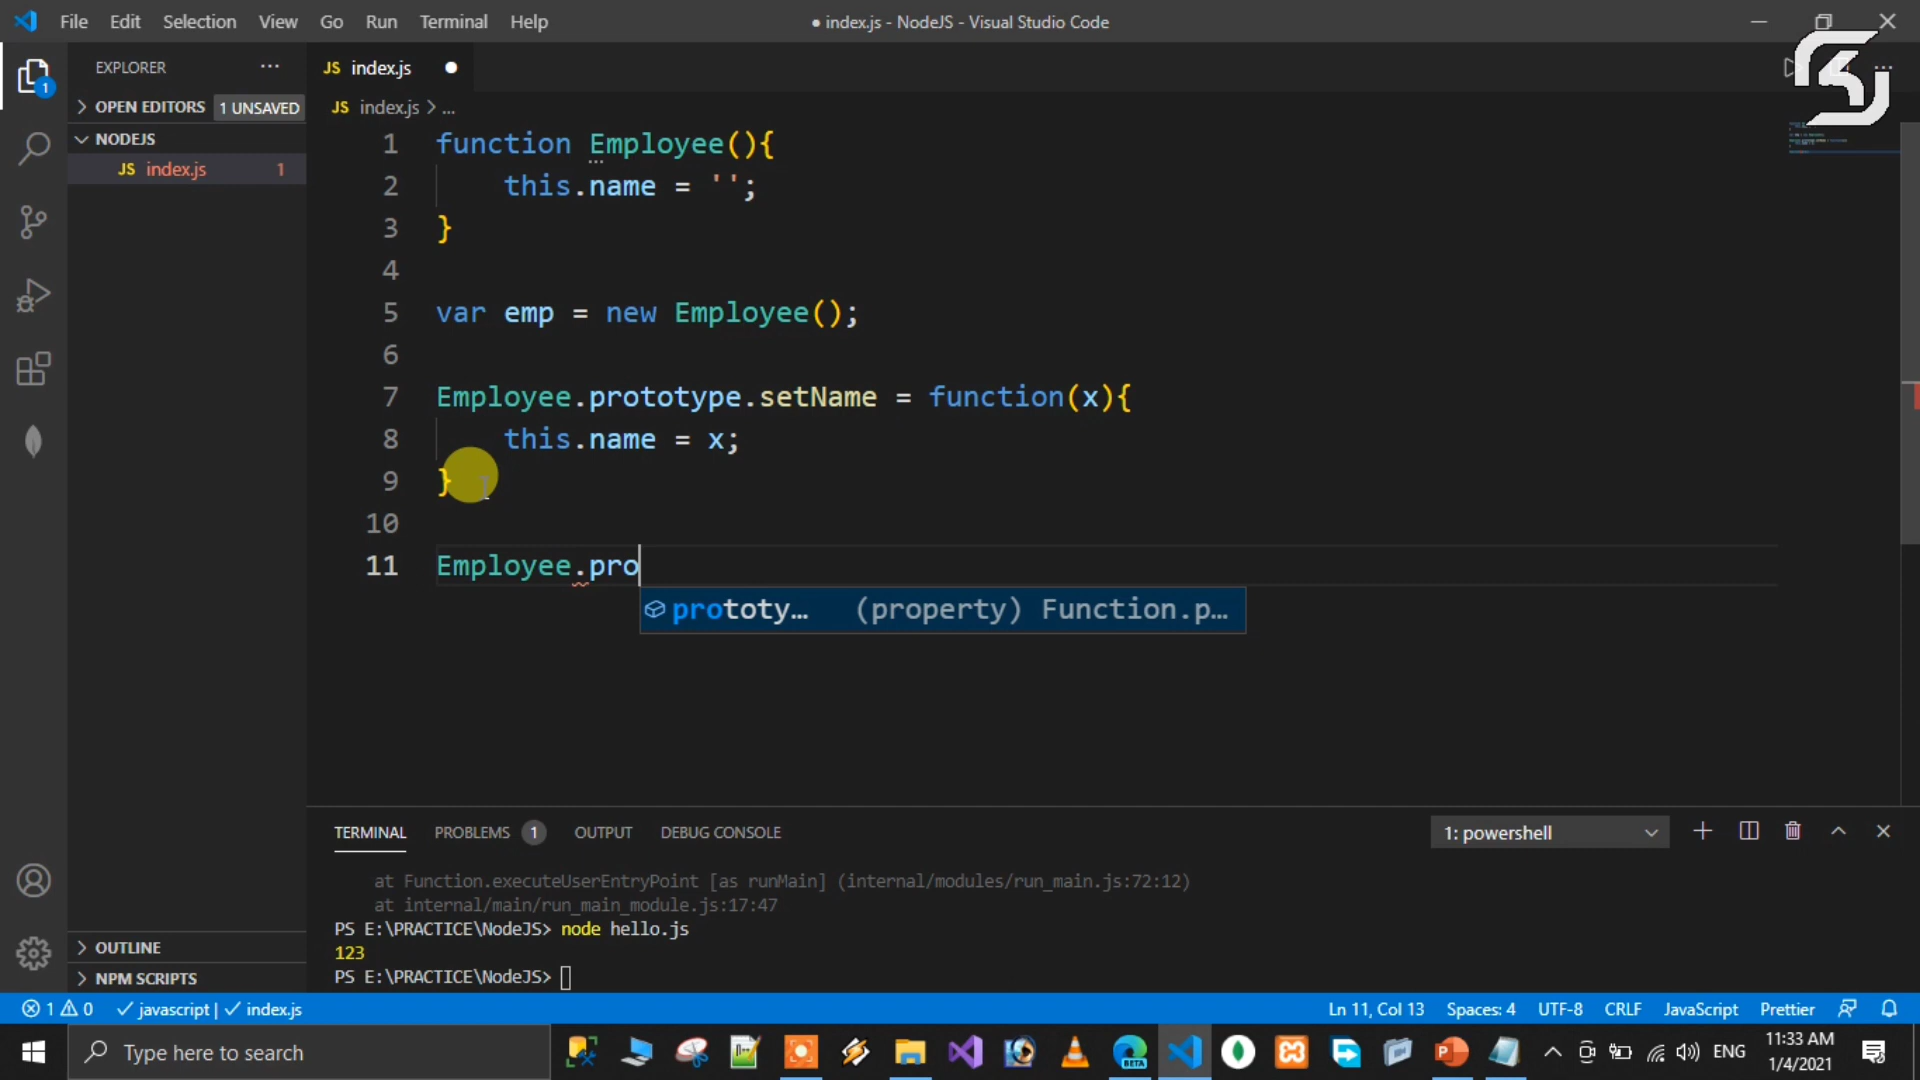 File Edit Selection View Go Run Terminal Help
● index.js - NodeJS - Visual Studio Code
EXPLORER ···
JS index.js ●
OPEN EDITORS 1 UNSAVED
JS index.js > ...
NODEJS
JS index.js 1
1 function Employee(){
2 this.name = '';
3 }
4
5 var emp = new Employee();
6
7 Employee.prototype.setName = function(x){
8 this.name = x;
9 }
10
11 Employee.pro
prototy… (property) Function.p…
TERMINAL PROBLEMS 1 OUTPUT DEBUG CONSOLE
1: powershell
at Function.executeUserEntryPoint [as runMain] (internal/modules/run_main.js:72:12)
at internal/main/run_main_module.js:17:47
PS E:\PRACTICE\NodeJS> node hello.js
123
PS E:\PRACTICE\NodeJS>
OUTLINE
NPM SCRIPTS
1 0 javascript | index.js
Ln 11, Col 13 Spaces: 4 UTF-8 CRLF JavaScript Prettier
Type here to search
BETA
ENG
11:33 AM
1/4/2021